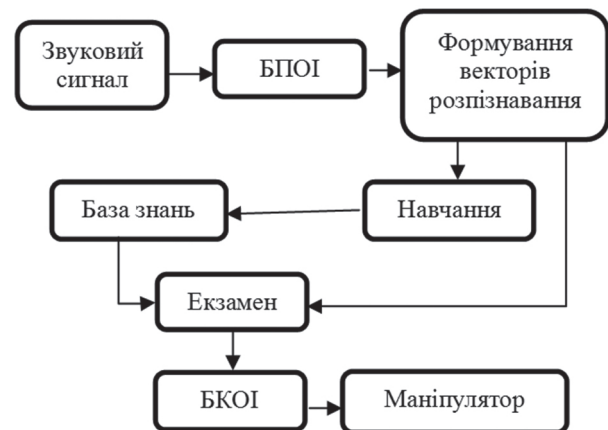 Звуковий
сигнал
БПОІ
Формування
векторів
розпізнавання
База знань
Навчання
Екзамен
БКОІ
Маніпулятор